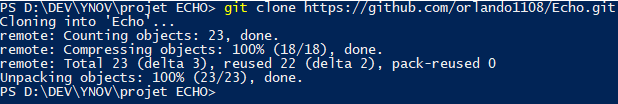 PS D:\DEV\YNOV\projet ECHO> git clone https://github.com/orlando1108/Echo.git
Cloning into 'Echo'...
remote: Counting objects: 23, done.
remote: Compressing objects: 100% (18/18), done.
remote: Total 23 (delta 3), reused 22 (delta 2), pack-reused 0
Unpacking objects: 100% (23/23), done.
PS D:\DEV\YNOV\projet ECHO>